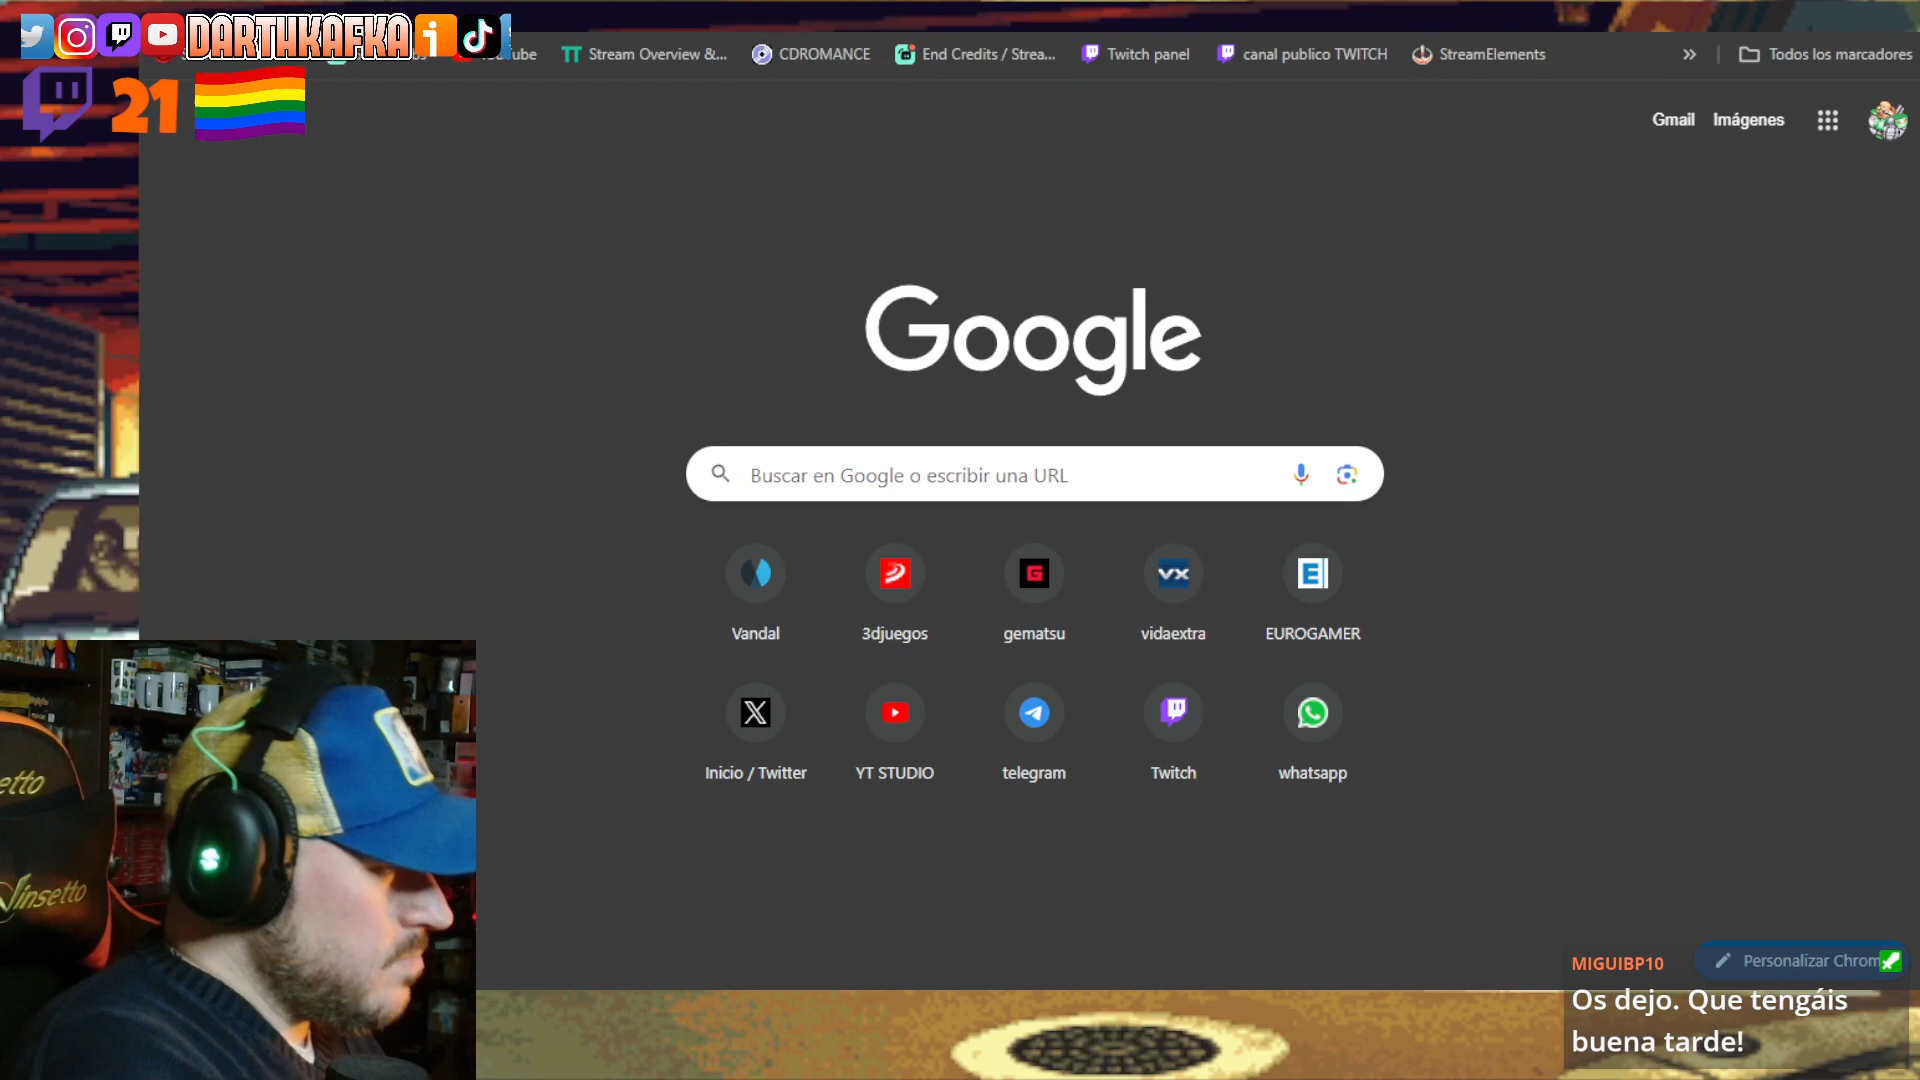 DARTHKAFKA
Stream Overview &...
CDROMANCE
End Credits / Strea...
Twitch panel
canal publico TWITCH
StreamElements
»
Todos los marcadores
21
Gmail
Imágenes
Google
Buscar en Google o escribir una URL
Vandal
3djuegos
gematsu
vidaextra
EUROGAMER
Inicio / Twitter
YT STUDIO
telegram
Twitch
whatsapp
insetto
MIGUIBP10
Personalizar Chrom
Os dejo. Que tengáis
buena tarde!